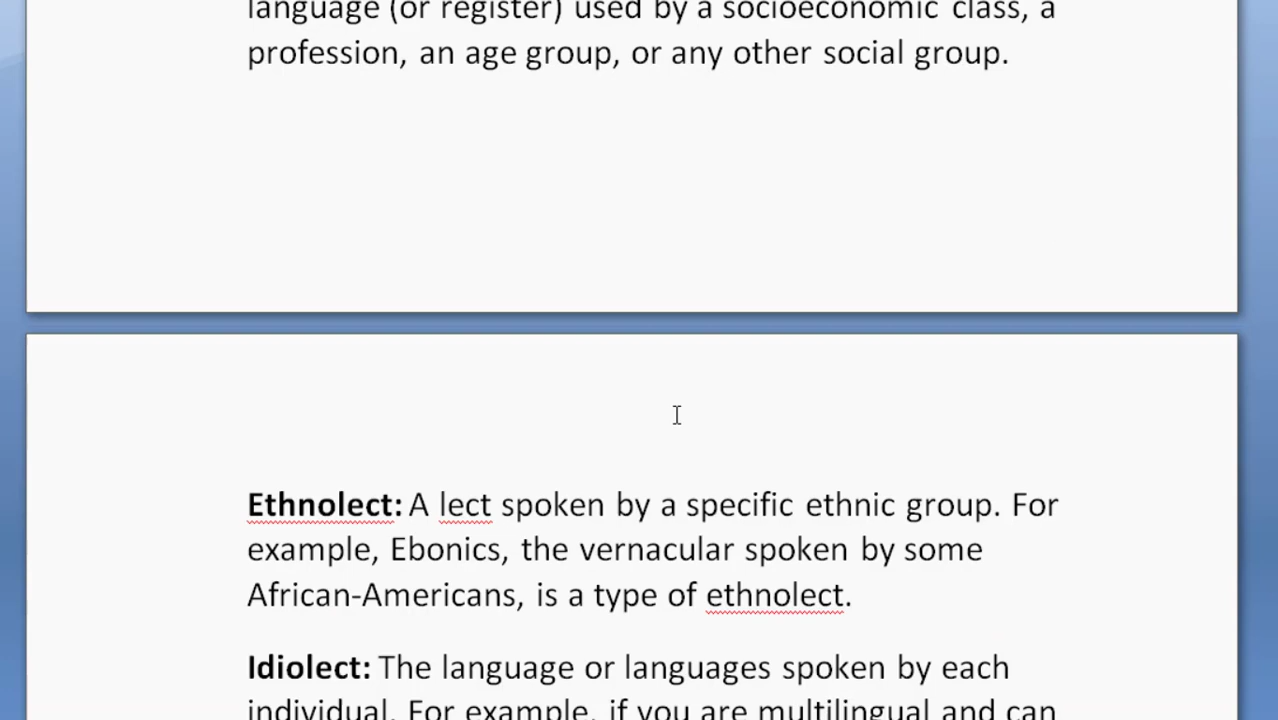 language (or register) used by a socioeconomic class, a
profession, an age group, or any other social group.
Ethnolect: A lect spoken by a specific ethnic group. For
example, Ebonics, the vernacular spoken by some
African-Americans, is a type of ethnolect.
Idiolect: The language or languages spoken by each
individual. For example, if you are multilingual and can